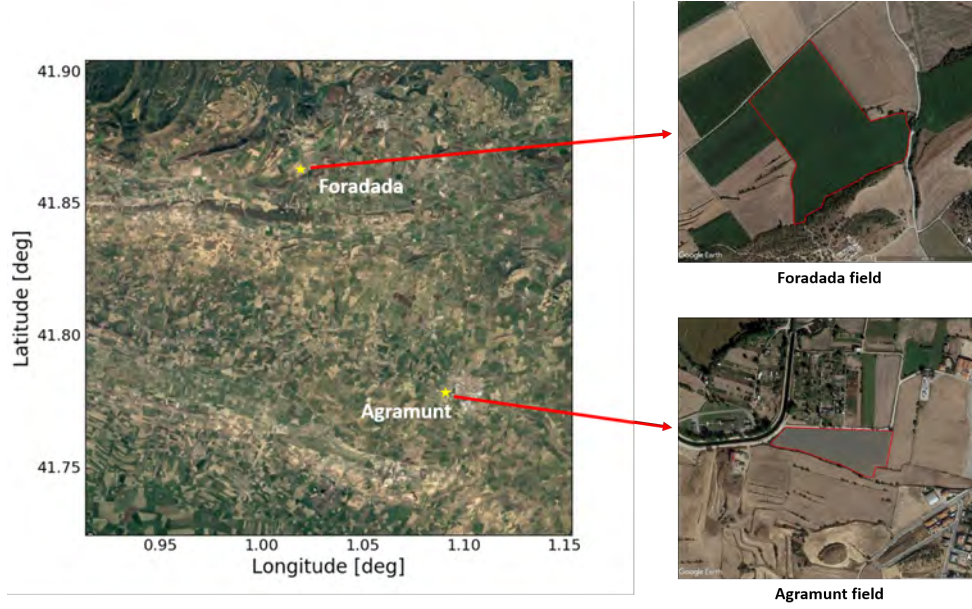 41.90
41.85
41.80
41.75
Latitude [deg]
0.95
1.00
1.05
1.10
1.15
Longitude [deg]
Foradada
Agramunt
Google Earth
Foradada field
Google Earth
Agramunt field